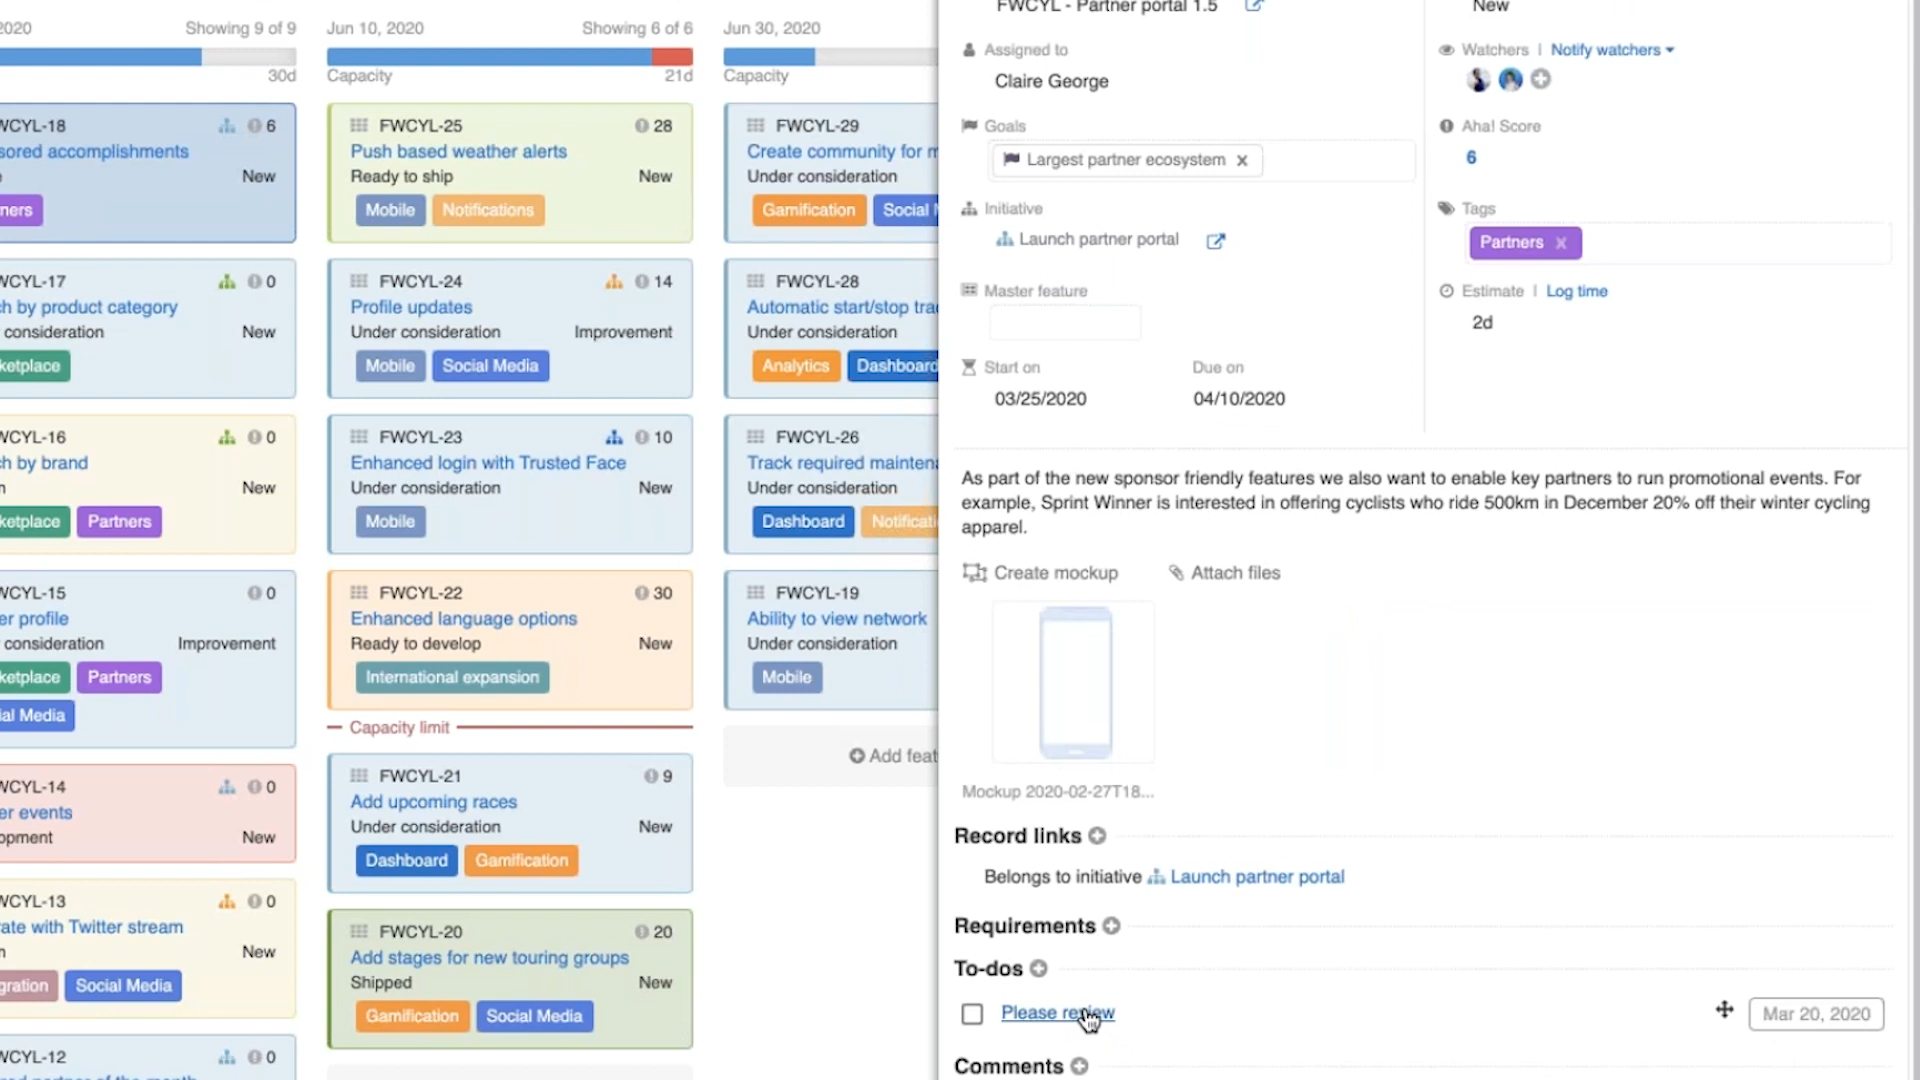 2020
Showing 9 of 9
30d
WCYL-18
6
sored accomplishments
New
ners
WCYL-17
0
ch by product category
consideration
New
ketplace
WCYL-16
0
ch by brand
New
ketplace
Partners
WCYL-15
0
er profile
consideration
Improvement
ketplace
Partners
ial Media
WCYL-14
0
er events
opment
New
WCYL-13
0
rate with Twitter stream
New
gration
Social Media
WCYL-12
0
Jun 10, 2020
Showing 6 of 6
Capacity
21d
FWCYL-25
28
Push based weather alerts
Ready to ship
New
Mobile
Notifications
FWCYL-24
14
Profile updates
Under consideration
Improvement
Mobile
Social Media
FWCYL-23
10
Enhanced login with Trusted Face
Under consideration
New
Mobile
FWCYL-22
30
Enhanced language options
Ready to develop
New
International expansion
Capacity limit
FWCYL-21
9
Add upcoming races
Under consideration
New
Dashboard
Gamification
FWCYL-20
20
Add stages for new touring groups
Shipped
New
Gamification
Social Media
Jun 30, 2020
Capacity
FWCYL-29
Create community for m
Under consideration
Gamification
Social M
FWCYL-28
Automatic start/stop tra
Under consideration
Analytics
Dashboard
FWCYL-26
Track required maintena
Under consideration
Dashboard
Notificati
FWCYL-19
Ability to view network
Under consideration
Mobile
Add feat
FWCYL - Partner portal 1.5
New
Assigned to
Claire George
Watchers | Notify watchers
Goals
Largest partner ecosystem x
Aha! Score
6
Initiative
Launch partner portal
Tags
Partners x
Master feature
Estimate | Log time
2d
Start on
Due on
03/25/2020
04/10/2020
As part of the new sponsor friendly features we also want to enable key partners to run promotional events. For
example, Sprint Winner is interested in offering cyclists who ride 500km in December 20% off their winter cycling
apparel.
Create mockup
Attach files
Mockup 2020-02-27T18...
Record links
Belongs to initiative Launch partner portal
Requirements
To-dos
Please review
Mar 20, 2020
Comments